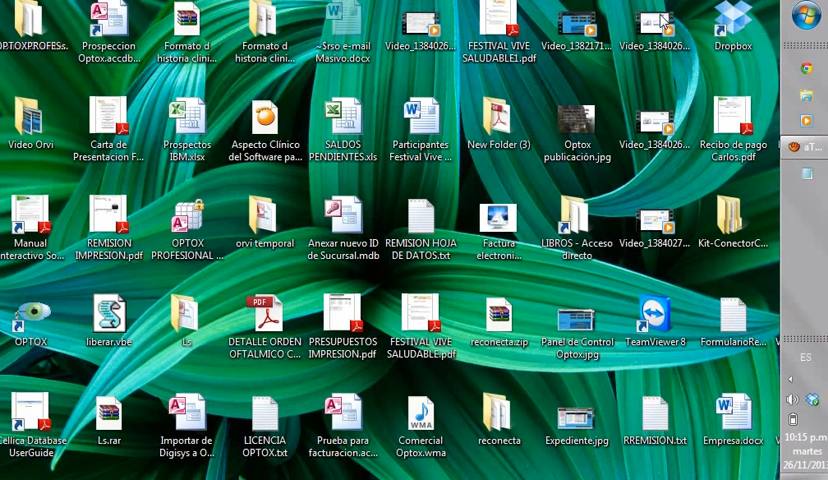 OPTOXPROFES...
Prospeccion
Optox.accdb...
Formato d
historia clini...
Formato d
historia clini...
~$rso e-mail
Masivo.docx
Video_1384026...
FESTIVAL VIVE
SALUDABLE1.pdf
Video_1382171...
Video_1384026...
Dropbox
Video Orvi
Carta de
Presentacion F...
Prospectos
IBM.xlsx
Aspecto Clínico
del Software pa...
SALDOS
PENDIENTES.xls
Participantes
Festival Vive ...
New Folder (3)
Optox
publicación.jpg
Video_1384026...
Recibo de pago
Carlos.pdf
aT...
Manual
Interactivo So...
REMISION
IMPRESION.pdf
OPTOX
PROFESIONAL ...
orvi temporal
Anexar nuevo ID
de Sucursal.mdb
REMISION HOJA
DE DATOS.txt
Factura
electroni...
LIBROS - Acceso
directo
Video_1384027...
Kit-ConectorC...
OPTOX
liberar.vbe
Ls
PDF
DETALLE ORDEN
OFTALMICO C...
PRESUPUESTOS
IMPRESION.pdf
FESTIVAL VIVE
SALUDABLE.pdf
reconecta.zip
Panel de Control
Optox.jpg
TeamViewer 8
FormularioRe...
ES
Cellica Database
UserGuide
Ls.rar
Importar de
Digisys a O...
LICENCIA
OPTOX.txt
Prueba para
facturacion.ac...
WMA
Comercial
Optox.wma
reconecta
Expediente.jpg
RREMISION.txt
Empresa.docx
10:15 p.m.
martes
26/11/2013